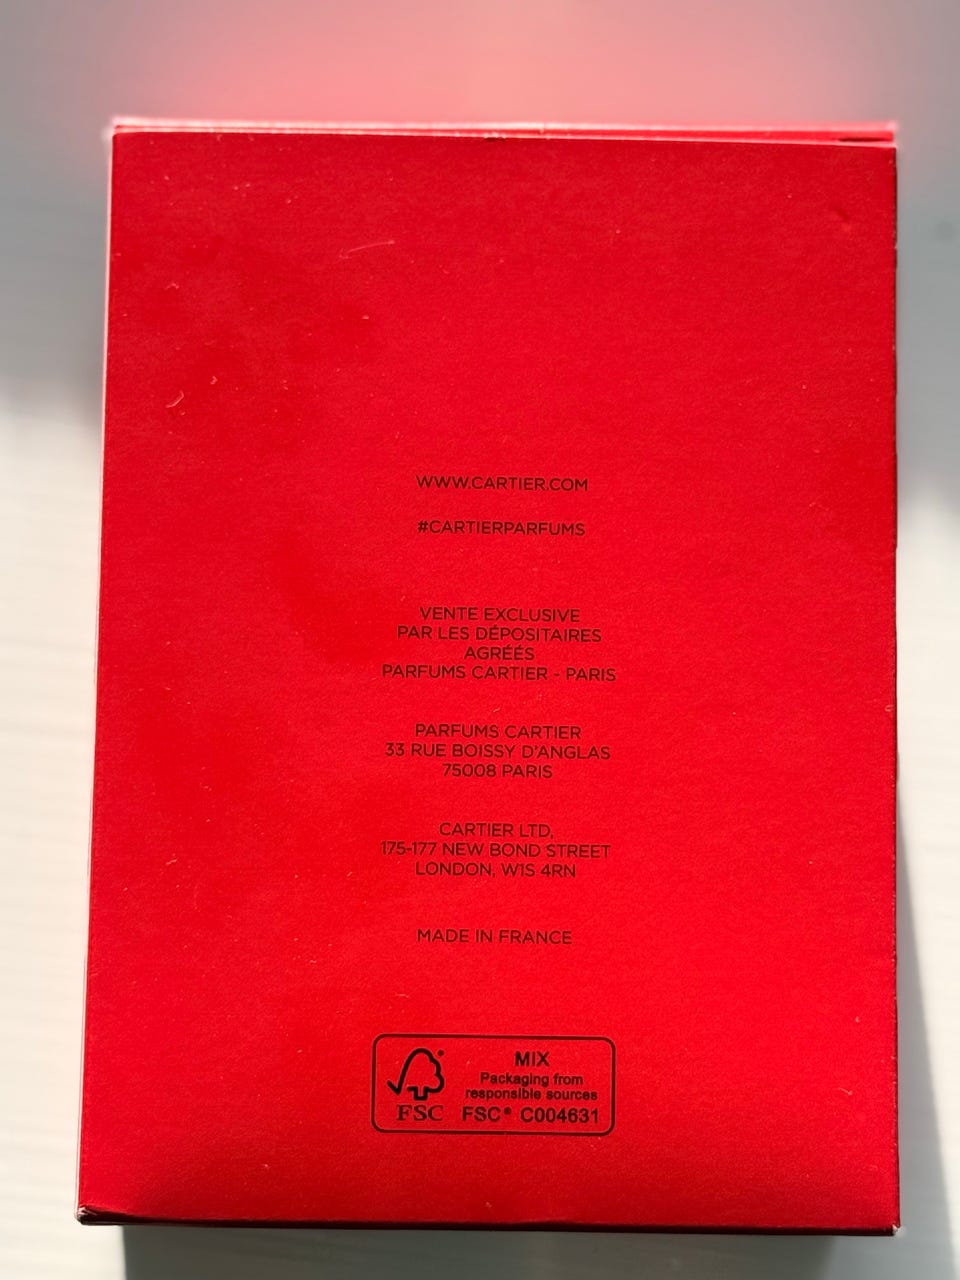 WWW.CARTIER.COM
#CARTIERPARFUMS
VENTE EXCLUSIVE
PAR LES DÉPOSITAIRES
AGRÉÉS
PARFUMS CARTIER - PARIS
PARFUMS CARTIER
33 RUE BOISSY D'ANGLAS
75008 PARIS
CARTIER LTD,
175-177 NEW BOND STREET
LONDON, W1S 4RN
MADE IN FRANCE
MIX
Packaging from
responsible sources
FSC FSC® C004631